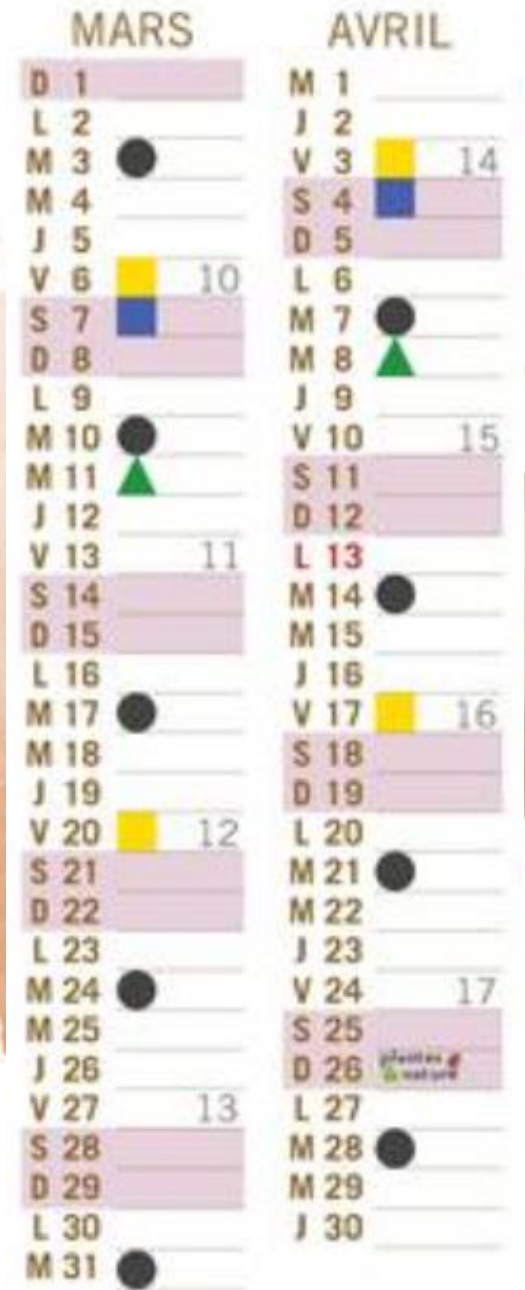 MARS
D 1
L 2
M 3
M 4
J 5
V 6 10
S 7
D 8
L 9
M 10
M 11
J 12
V 13 11
S 14
D 15
L 16
M 17
M 18
J 19
V 20 12
S 21
D 22
L 23
M 24
M 25
J 26
V 27 13
S 28
D 29
L 30
M 31
AVRIL
M 1
J 2
V 3 14
S 4
D 5
L 6
M 7
M 8
J 9
V 10 15
S 11
D 12
L 13
M 14
M 15
J 16
V 17 16
S 18
D 19
L 20
M 21
M 22
J 23
V 24 17
S 25
D 26 plantes & nature
L 27
M 28
M 29
J 30